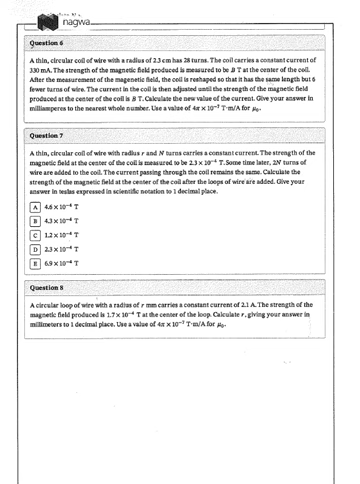 nagwa
Question 6
A thin, circular coil of wire with a radius of 2.3 cm has 28 turns. The coil carries a constant current of
330 mA. The strength of the magnetic field produced is measured to be B T at the center of the coil.
After the measurement of the magenetic field, the coil is reshaped so that it has the same length but 6
fewer turns of wire. The current in the coil is then adjusted until the strength of the magnetic field
produced at the center of the coil is B T. Calculate the new value of the current. Give your answer in
milliamperes to the nearest whole number. Use a value of 4π × 10⁻⁷ T·m/A for μ₀.
Question 7
A thin, circular coil of wire with radius r and N turns carries a constant current. The strength of the
magnetic field at the center of the coil is measured to be 2.3 × 10⁻⁴ T. Some time later, 2N turns of
wire are added to the coil. The current passing through the coil remains the same. Calculate the
strength of the magnetic field at the center of the coil after the loops of wire are added. Give your
answer in teslas expressed in scientific notation to 1 decimal place.
A 4.6 × 10⁻⁴ T
B 4.3 × 10⁻⁴ T
C 1.2 × 10⁻⁴ T
D 2.3 × 10⁻⁴ T
E 6.9 × 10⁻⁴ T
Question 8
A circular loop of wire with a radius of r mm carries a constant current of 2.1 A. The strength of the
magnetic field produced is 1.7 × 10⁻⁴ T at the center of the loop. Calculate r, giving your answer in
millimeters to 1 decimal place. Use a value of 4π × 10⁻⁷ T·m/A for μ₀.